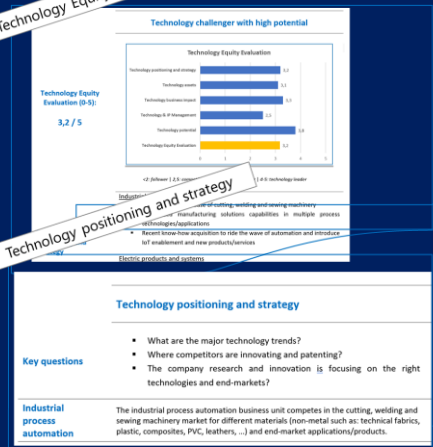 Technology Equ
Technology challenger with high potential
Technology Equity Evaluation
Technology Equity
Evaluation (0-5):
3,2 / 5
Technology positioning and strategy 3,2
Technology assets 3,1
Technology business impact 3,3
Technology & IP Management 2,5
Technology potential 3,8
Technology Equity Evaluation 3,2
0 1 2 3 4 5
<2: follower | 2,5: | 4-5: technology leader
Technology positioning and strategy
Industrial
of cutting, welding and sewing machinery
manufacturing solutions capabilities in multiple process
technologies/applications
Recent know-how acquisition to ride the wave of automation and introduce
IoT enablement and new products/services
Electric products and systems
Technology positioning and strategy
Key questions
▪ What are the major technology trends?
▪ Where competitors are innovating and patenting?
▪ The company research and innovation is focusing on the right
technologies and end-markets?
Industrial
process
automation
The industrial process automation business unit competes in the cutting, welding and
sewing machinery market for different materials (non-metal such as: technical fabrics,
plastic, composites, PVC, leathers, ...) and end-market applications/products.